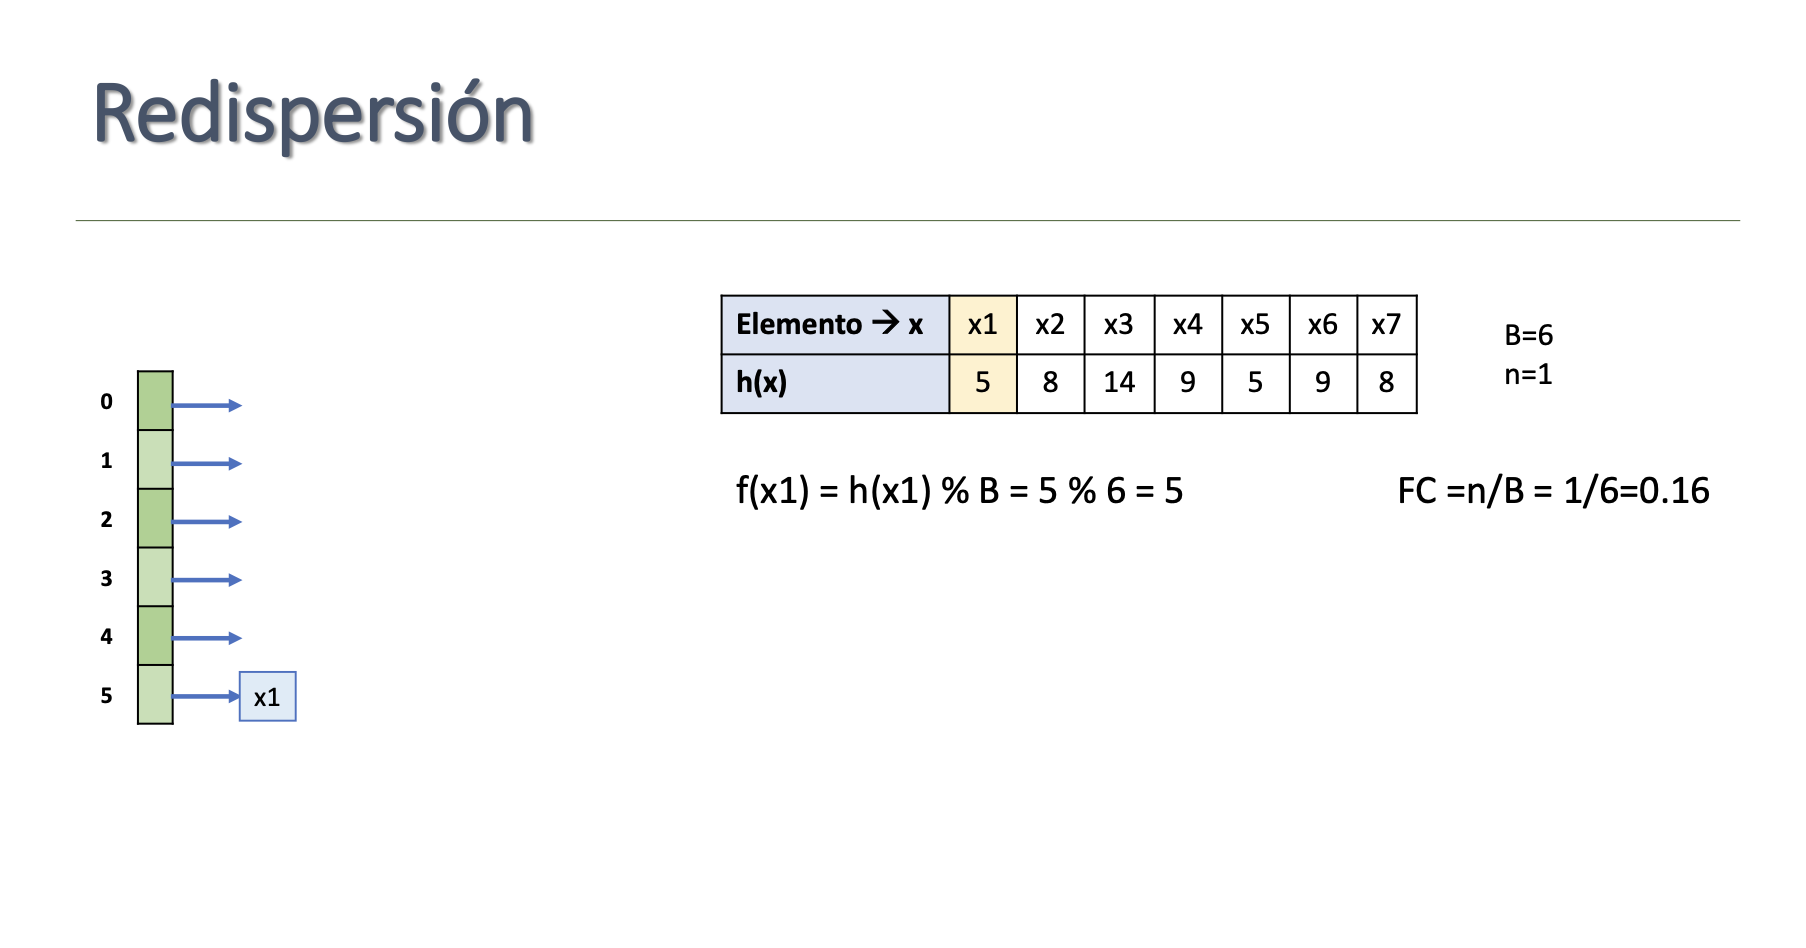 Redispersión
Elemento → x x1 x2 x3 x4 x5 x6 x7
h(x) 5 8 14 9 5 9 8
B=6
n=1
f(x1) = h(x1) % B = 5 % 6 = 5
FC =n/B = 1/6=0.16
0
1
2
3
4
5 x1